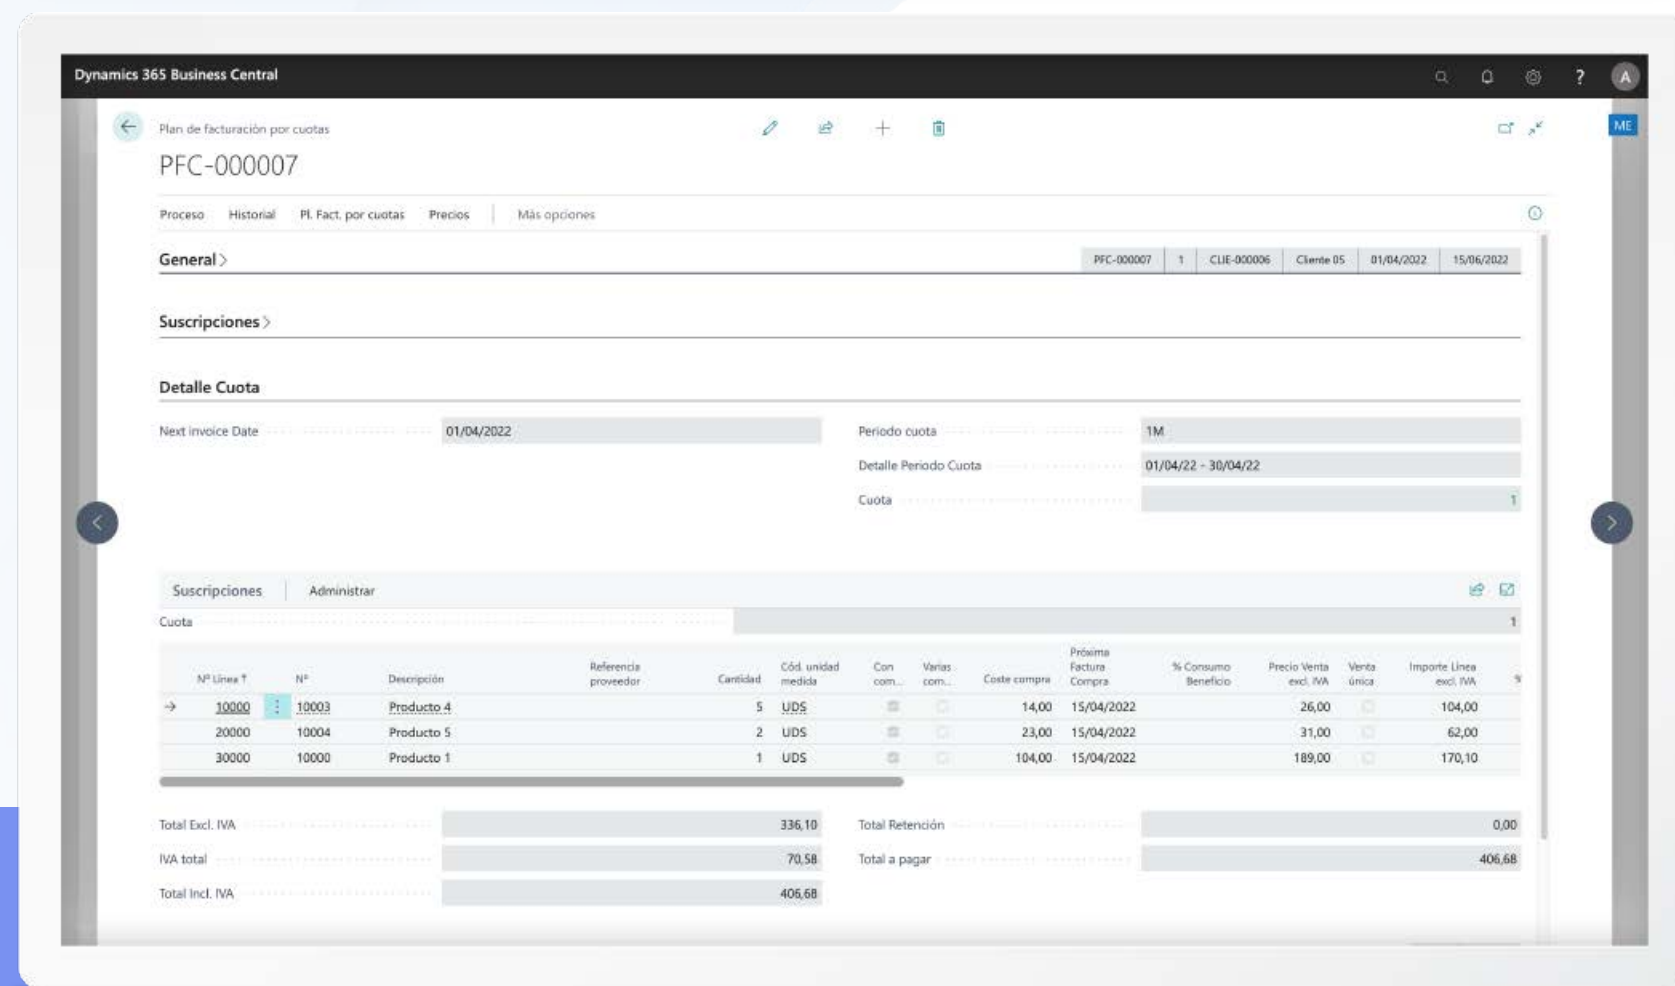 Dynamics 365 Business Central
?
A
Plan de facturación por cuotas
ME
PFC-000007
Proceso Historial Pl. Fact. por cuotas Precios Más opciones
General
PFC-000007 1 CLIE-000006 Cliente 05 01/04/2022 15/06/2022
Suscripciones
Detalle Cuota
Next invoice Date 01/04/2022 Periodo cuota 1M
Detalle Periodo Cuota 01/04/22 - 30/04/22
Cuota 1
Suscripciones Administrar
Cuota 1
Nº Línea ↑ Nº Descripción Referencia proveedor Cantidad Cód. unidad medida Con com... Varias com... Coste compra Próxima Factura Compra % Consumo Beneficio Precio Venta excl. IVA Venta única Importe Línea excl. IVA %
10000 10003 Producto 4 5 UDS 14,00 15/04/2022 26,00 104,00
20000 10004 Producto 5 2 UDS 23,00 15/04/2022 31,00 62,00
30000 10000 Producto 1 1 UDS 104,00 15/04/2022 189,00 170,10
Total Excl. IVA 336,10 Total Retención 0,00
IVA total 70,58 Total a pagar 406,68
Total Incl. IVA 406,68